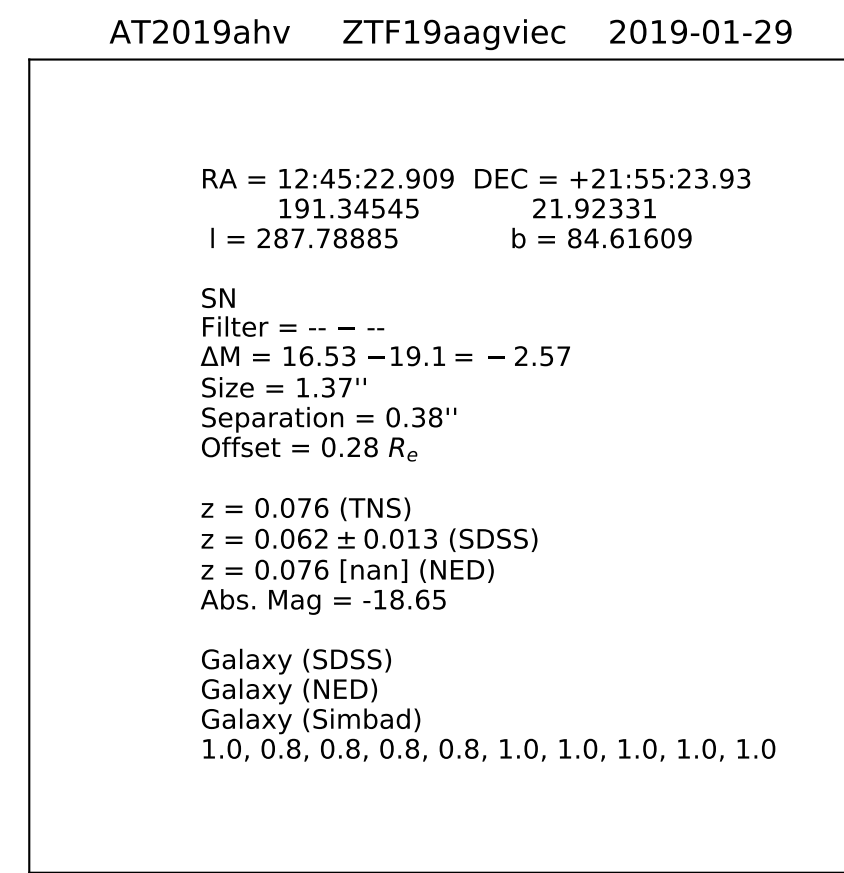 AT2019ahv ZTF19aagviec 2019-01-29
RA = 12:45:22.909 DEC = +21:55:23.93
191.34545 21.92331
l = 287.78885 b = 84.61609
SN
Filter = -- − --
ΔM = 16.53 −19.1 = − 2.57
Size = 1.37''
Separation = 0.38''
Offset = 0.28 Rₑ
z = 0.076 (TNS)
z = 0.062 ± 0.013 (SDSS)
z = 0.076 [nan] (NED)
Abs. Mag = -18.65
Galaxy (SDSS)
Galaxy (NED)
Galaxy (Simbad)
1.0, 0.8, 0.8, 0.8, 0.8, 1.0, 1.0, 1.0, 1.0, 1.0